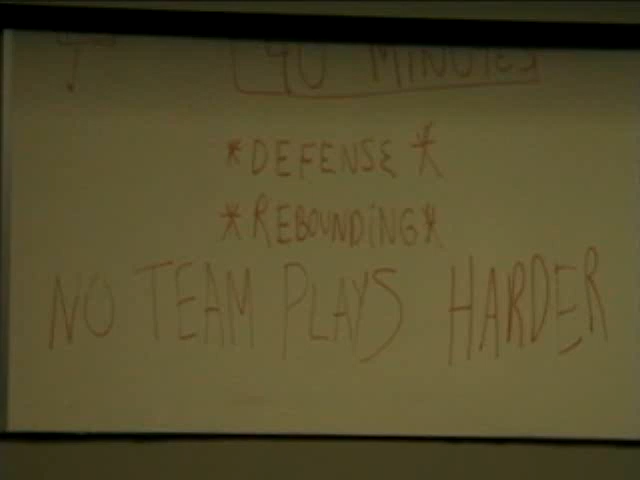 40 MINUTES
*DEFENSE*
*REBOUNDiNG*
NO TEAM PLAYS HARDER